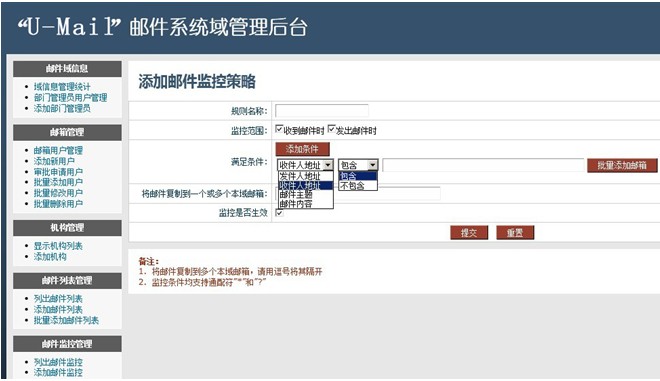 “U-Mail”邮件系统域管理后台
邮件域信息
域信息管理统计
部门管理员用户管理
添加部门管理员
邮箱管理
邮箱用户管理
添加新用户
审批申请用户
批量添加用户
批量修改用户
批量删除用户
机构管理
显示机构列表
添加机构
邮件列表管理
列出邮件列表
添加邮件列表
批量添加邮件列表
邮件监控管理
列出邮件监控
添加邮件监控
添加邮件监控策略
规则名称:
监控范围: 收到邮件时 发出邮件时
添加条件
满足条件: 收件人地址 包含 批量添加邮箱
发件人地址 包含
收件人地址 不包含
邮件主题
邮件内容
将邮件复制到一个或多个本域邮箱:
监控是否生效
提交 重置
备注:
1. 将邮件复制到多个本域邮箱，请用逗号将其隔开
2. 监控条件均支持通配符"*"和"?"